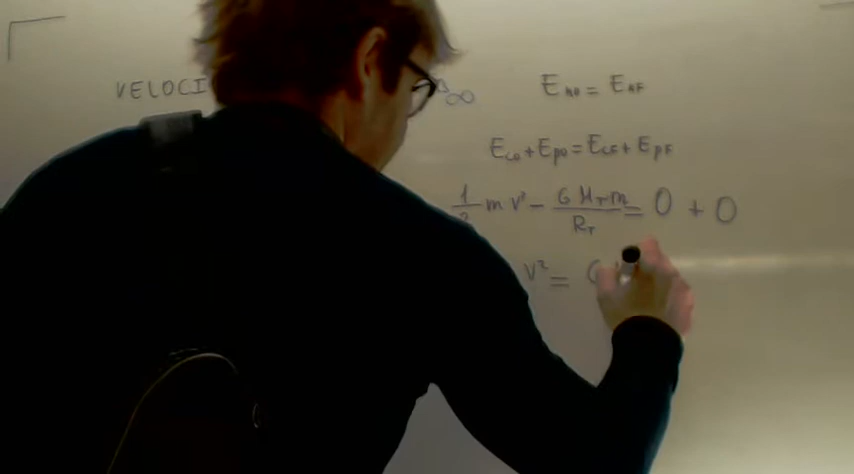 VELOCI ∞
E_M0 = E_MF
E_C0 + E_P0 = E_CF + E_PF
1/2 m v² - G M_T m / R_T = 0 + 0
v² = G